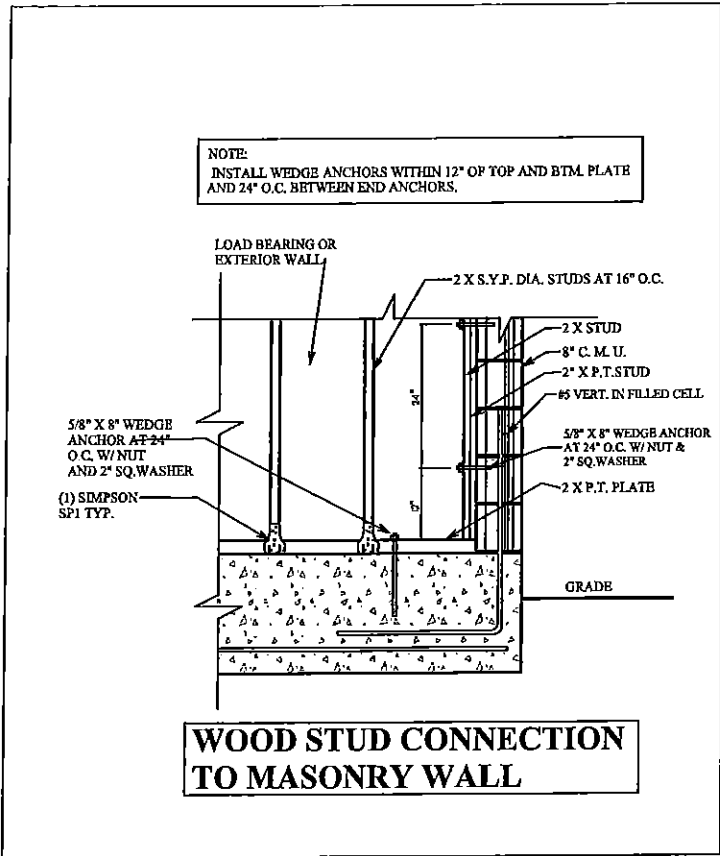 NOTE:
INSTALL WEDGE ANCHORS WITHIN 12" OF TOP AND BTM. PLATE
AND 24" O.C. BETWEEN END ANCHORS.
LOAD BEARING OR
EXTERIOR WALL
2 X S.Y.P. DIA. STUDS AT 16" O.C.
2 X STUD
8" C. M. U.
2" X P.T.STUD
#5 VERT. IN FILLED CELL
24"
5/8" X 8" WEDGE
ANCHOR AT 24"
O.C. W/ NUT
AND 2" SQ.WASHER
5/8" X 8" WEDGE ANCHOR
AT 24" O.C. W/ NUT &
2" SQ.WASHER
(1) SIMPSON
SP1 TYP.
12"
2 X P.T. PLATE
GRADE
WOOD STUD CONNECTION
TO MASONRY WALL